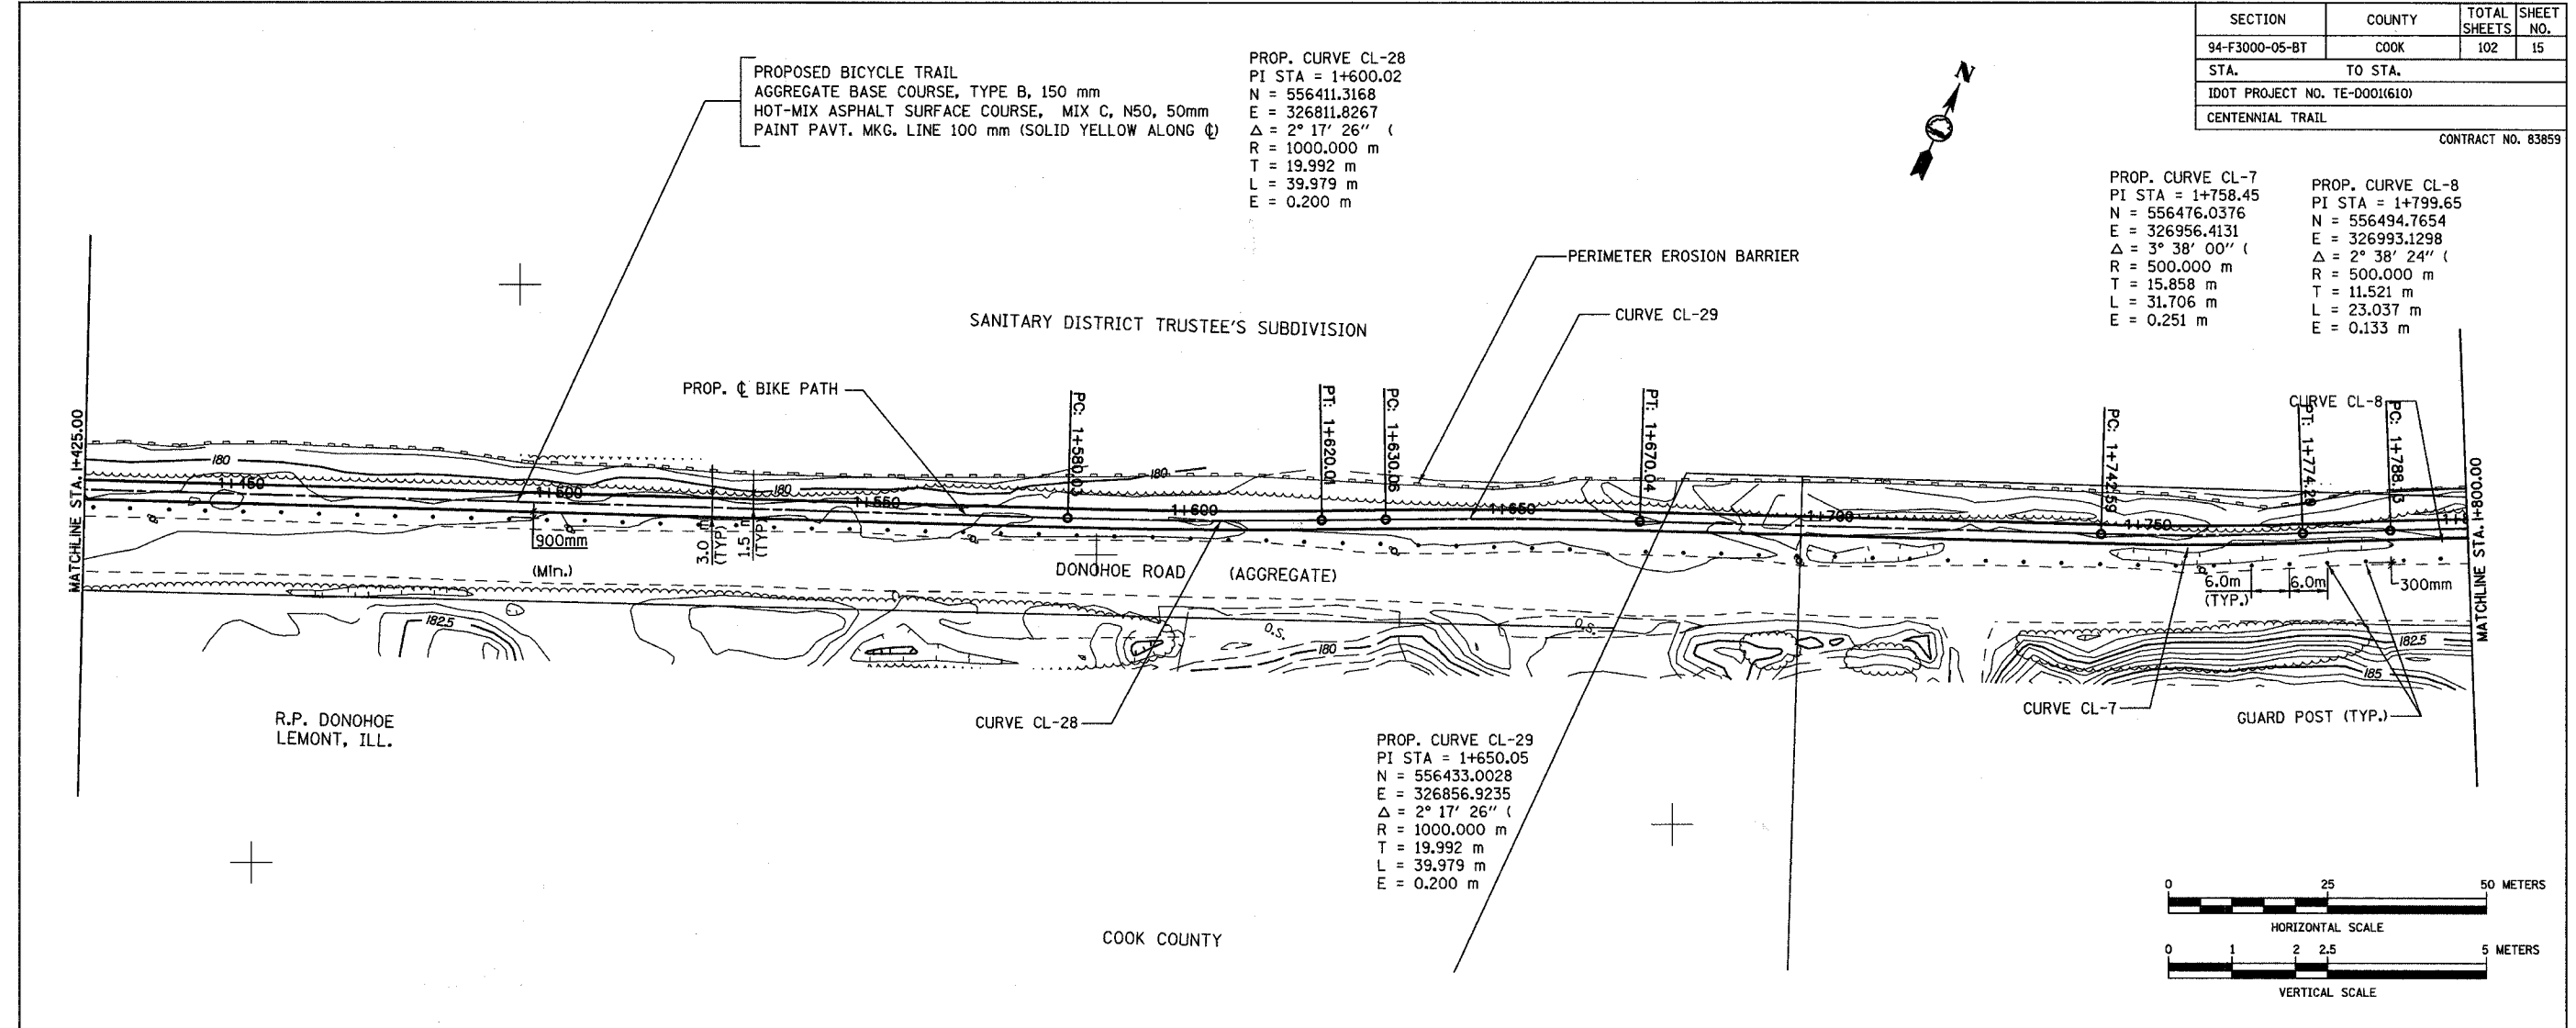 SECTION COUNTY TOTAL SHEETS SHEET NO.
94-F3000-05-BT COOK 102 15
STA. TO STA.
IDOT PROJECT NO. TE-D001(610)
CENTENNIAL TRAIL
CONTRACT NO. 83859
PROPOSED BICYCLE TRAIL
AGGREGATE BASE COURSE, TYPE B, 150 mm
HOT-MIX ASPHALT SURFACE COURSE, MIX C, N50, 50mm
PAINT PAVT. MKG. LINE 100 mm (SOLID YELLOW ALONG ℄)
PROP. CURVE CL-28
PI STA = 1+600.02
N = 556411.3168
E = 326811.8267
Δ = 2° 17' 26" (
R = 1000.000 m
T = 19.992 m
L = 39.979 m
E = 0.200 m
N
PROP. CURVE CL-7
PI STA = 1+758.45
N = 556476.0376
E = 326956.4131
Δ = 3° 38' 00" (
R = 500.000 m
T = 15.858 m
L = 31.706 m
E = 0.251 m
PROP. CURVE CL-8
PI STA = 1+799.65
N = 556494.7654
E = 326993.1298
Δ = 2° 38' 24" (
R = 500.000 m
T = 11.521 m
L = 23.037 m
E = 0.133 m
PERIMETER EROSION BARRIER
CURVE CL-29
SANITARY DISTRICT TRUSTEE'S SUBDIVISION
PROP. ℄ BIKE PATH
CURVE CL-8
MATCHLINE STA. 1+425.00
PC: 1+580.03
PT: 1+620.01
PC: 1+630.06
PT: 1+670.04
PC: 1+742.59
PT: 1+774.29
PC: 1+788.13
MATCHLINE STA. 1+800.00
180
180
180
1+450
1+500
1+550
1+600
1+650
1+700
1+750
900mm
(Min.)
3.0 m
(TYP)
1.5 m
(TYP)
DONOHOE ROAD (AGGREGATE)
6.0m
(TYP.)
6.0m
300mm
182.5
O.S.
180
O.S.
182.5
185
R.P. DONOHOE
LEMONT, ILL.
CURVE CL-28
CURVE CL-7
GUARD POST (TYP.)
PROP. CURVE CL-29
PI STA = 1+650.05
N = 556433.0028
E = 326856.9235
Δ = 2° 17' 26" (
R = 1000.000 m
T = 19.992 m
L = 39.979 m
E = 0.200 m
COOK COUNTY
0 25 50 METERS
HORIZONTAL SCALE
0 1 2 2.5 5 METERS
VERTICAL SCALE